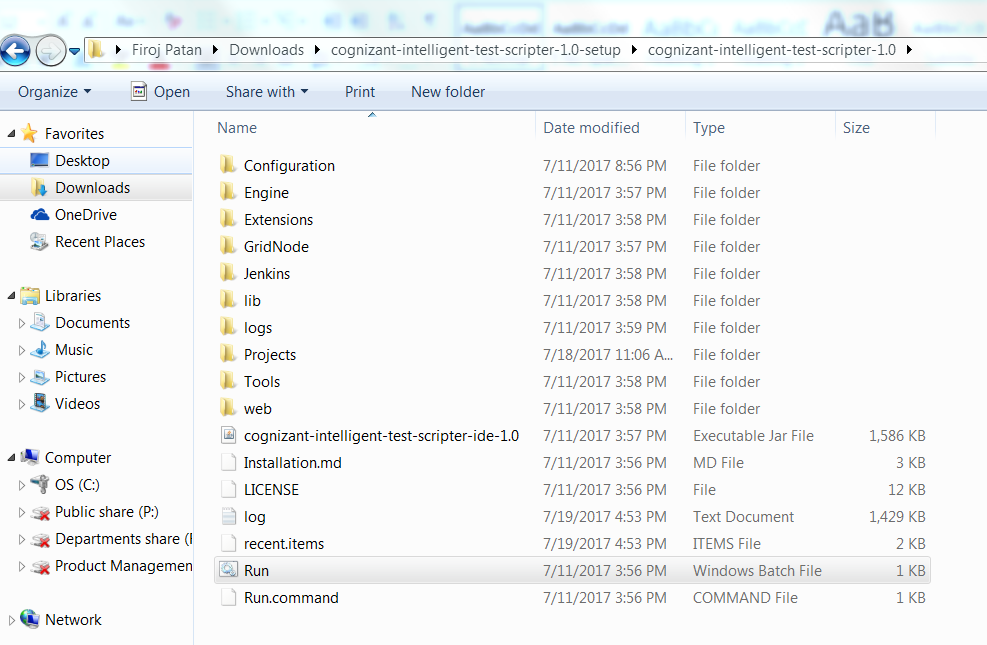 AaB
Firoj Patan Downloads cognizant-intelligent-test-scripter-1.0-setup cognizant-intelligent-test-scripter-1.0
Organize Open Share with Print New folder
Name Date modified Type Size
Favorites
Desktop
Downloads
OneDrive
Recent Places
Libraries
Documents
Music
Pictures
Videos
Computer
OS (C:)
Public share (P:)
Departments share (
Product Managemen
Network
Configuration 7/11/2017 8:56 PM File folder
Engine 7/11/2017 3:57 PM File folder
Extensions 7/11/2017 3:58 PM File folder
GridNode 7/11/2017 3:57 PM File folder
Jenkins 7/11/2017 3:58 PM File folder
lib 7/11/2017 3:58 PM File folder
logs 7/11/2017 3:59 PM File folder
Projects 7/18/2017 11:06 A... File folder
Tools 7/11/2017 3:58 PM File folder
web 7/11/2017 3:58 PM File folder
cognizant-intelligent-test-scripter-ide-1.0 7/11/2017 3:57 PM Executable Jar File 1,586 KB
Installation.md 7/11/2017 3:56 PM MD File 3 KB
LICENSE 7/11/2017 3:56 PM File 12 KB
log 7/19/2017 4:53 PM Text Document 1,429 KB
recent.items 7/19/2017 4:53 PM ITEMS File 2 KB
Run 7/11/2017 3:56 PM Windows Batch File 1 KB
Run.command 7/11/2017 3:56 PM COMMAND File 1 KB